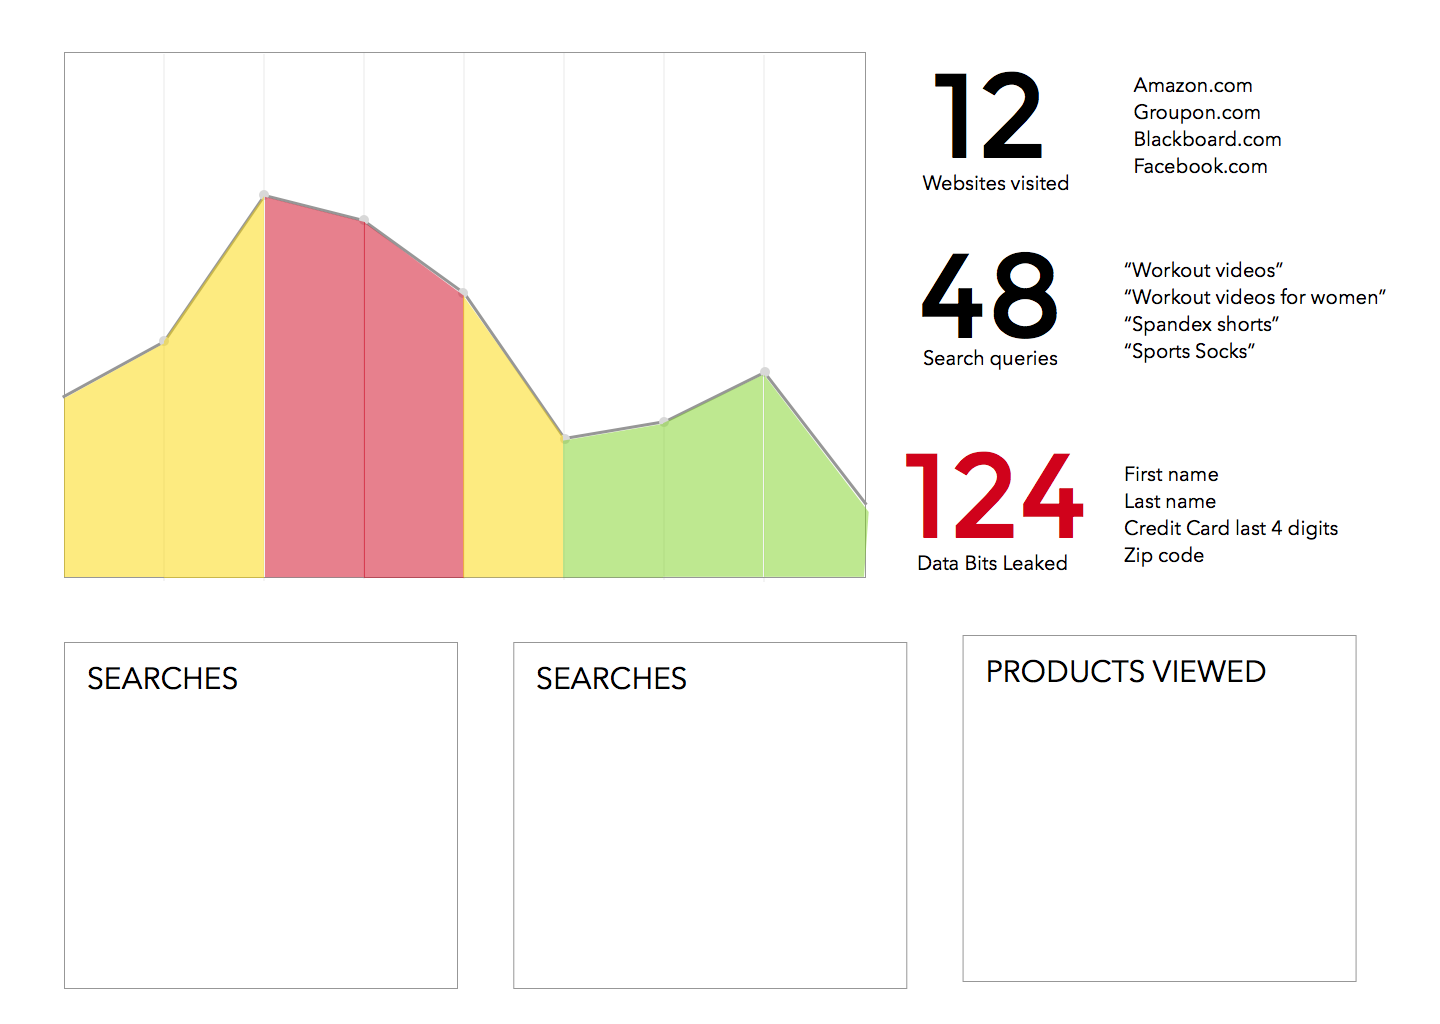 12
Websites visited
Amazon.com
Groupon.com
Blackboard.com
Facebook.com
48
Search queries
“Workout videos”
“Workout videos for women”
“Spandex shorts”
“Sports Socks”
124
Data Bits Leaked
First name
Last name
Credit Card last 4 digits
Zip code
SEARCHES
SEARCHES
PRODUCTS VIEWED